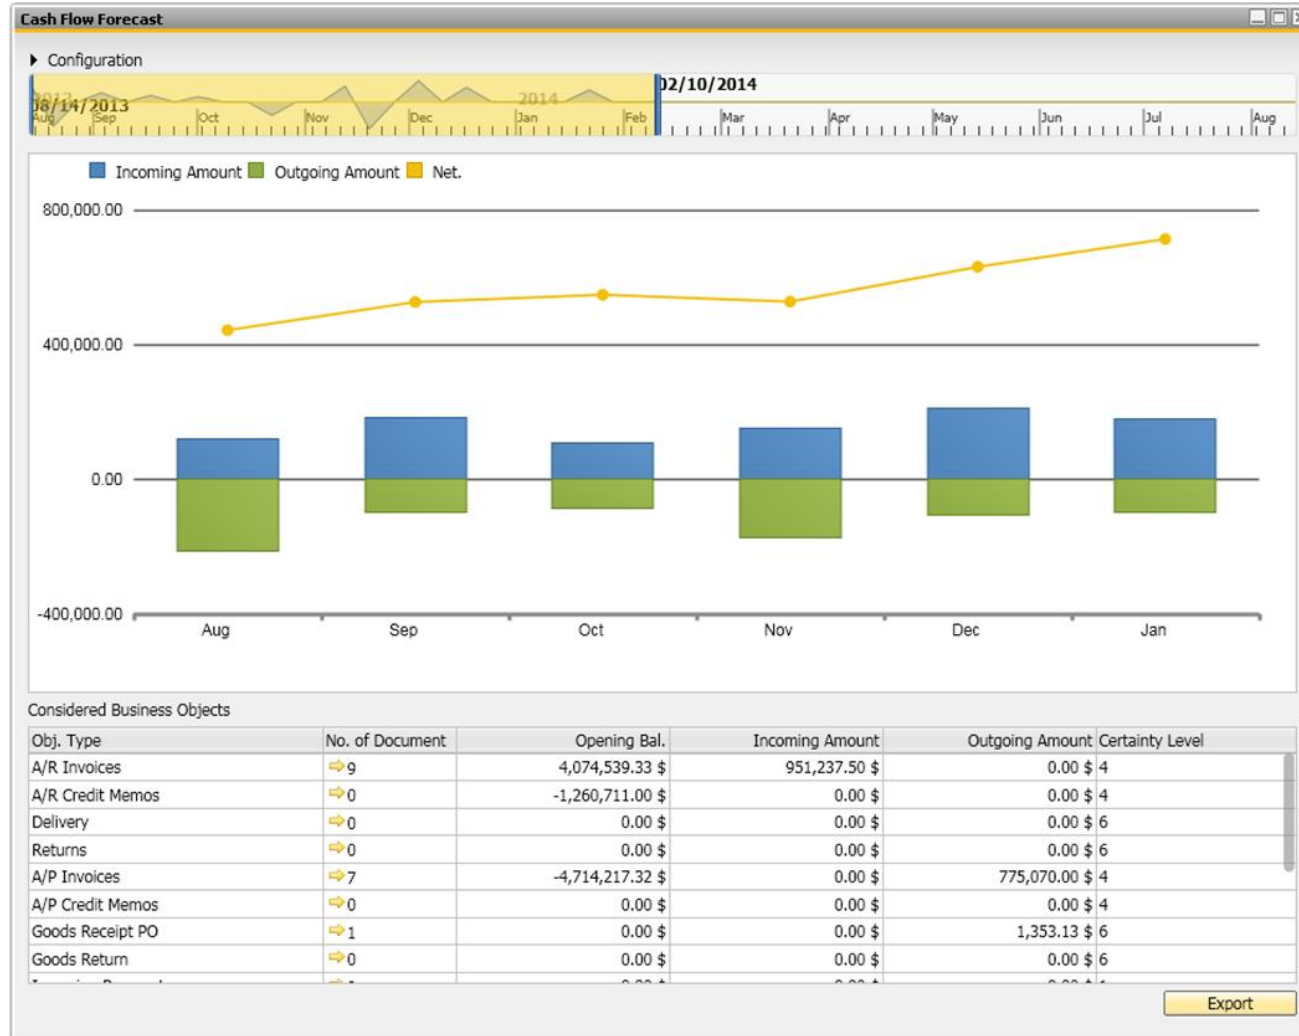 Cash Flow Forecast
Configuration
02/10/2014
2013 2014
08/14/2013
Aug Sep Oct Nov Dec Jan Feb Mar Apr May Jun Jul Aug
Incoming Amount Outgoing Amount Net.
800,000.00
400,000.00
0.00
-400,000.00
Aug Sep Oct Nov Dec Jan
Considered Business Objects
Obj. Type No. of Document Opening Bal. Incoming Amount Outgoing Amount Certainty Level
A/R Invoices 9 4,074,539.33 $ 951,237.50 $ 0.00 $ 4
A/R Credit Memos 0 -1,260,711.00 $ 0.00 $ 0.00 $ 4
Delivery 0 0.00 $ 0.00 $ 0.00 $ 6
Returns 0 0.00 $ 0.00 $ 0.00 $ 6
A/P Invoices 7 -4,714,217.32 $ 0.00 $ 775,070.00 $ 4
A/P Credit Memos 0 0.00 $ 0.00 $ 0.00 $ 4
Goods Receipt PO 1 0.00 $ 0.00 $ 1,353.13 $ 6
Goods Return 0 0.00 $ 0.00 $ 0.00 $ 6
Export